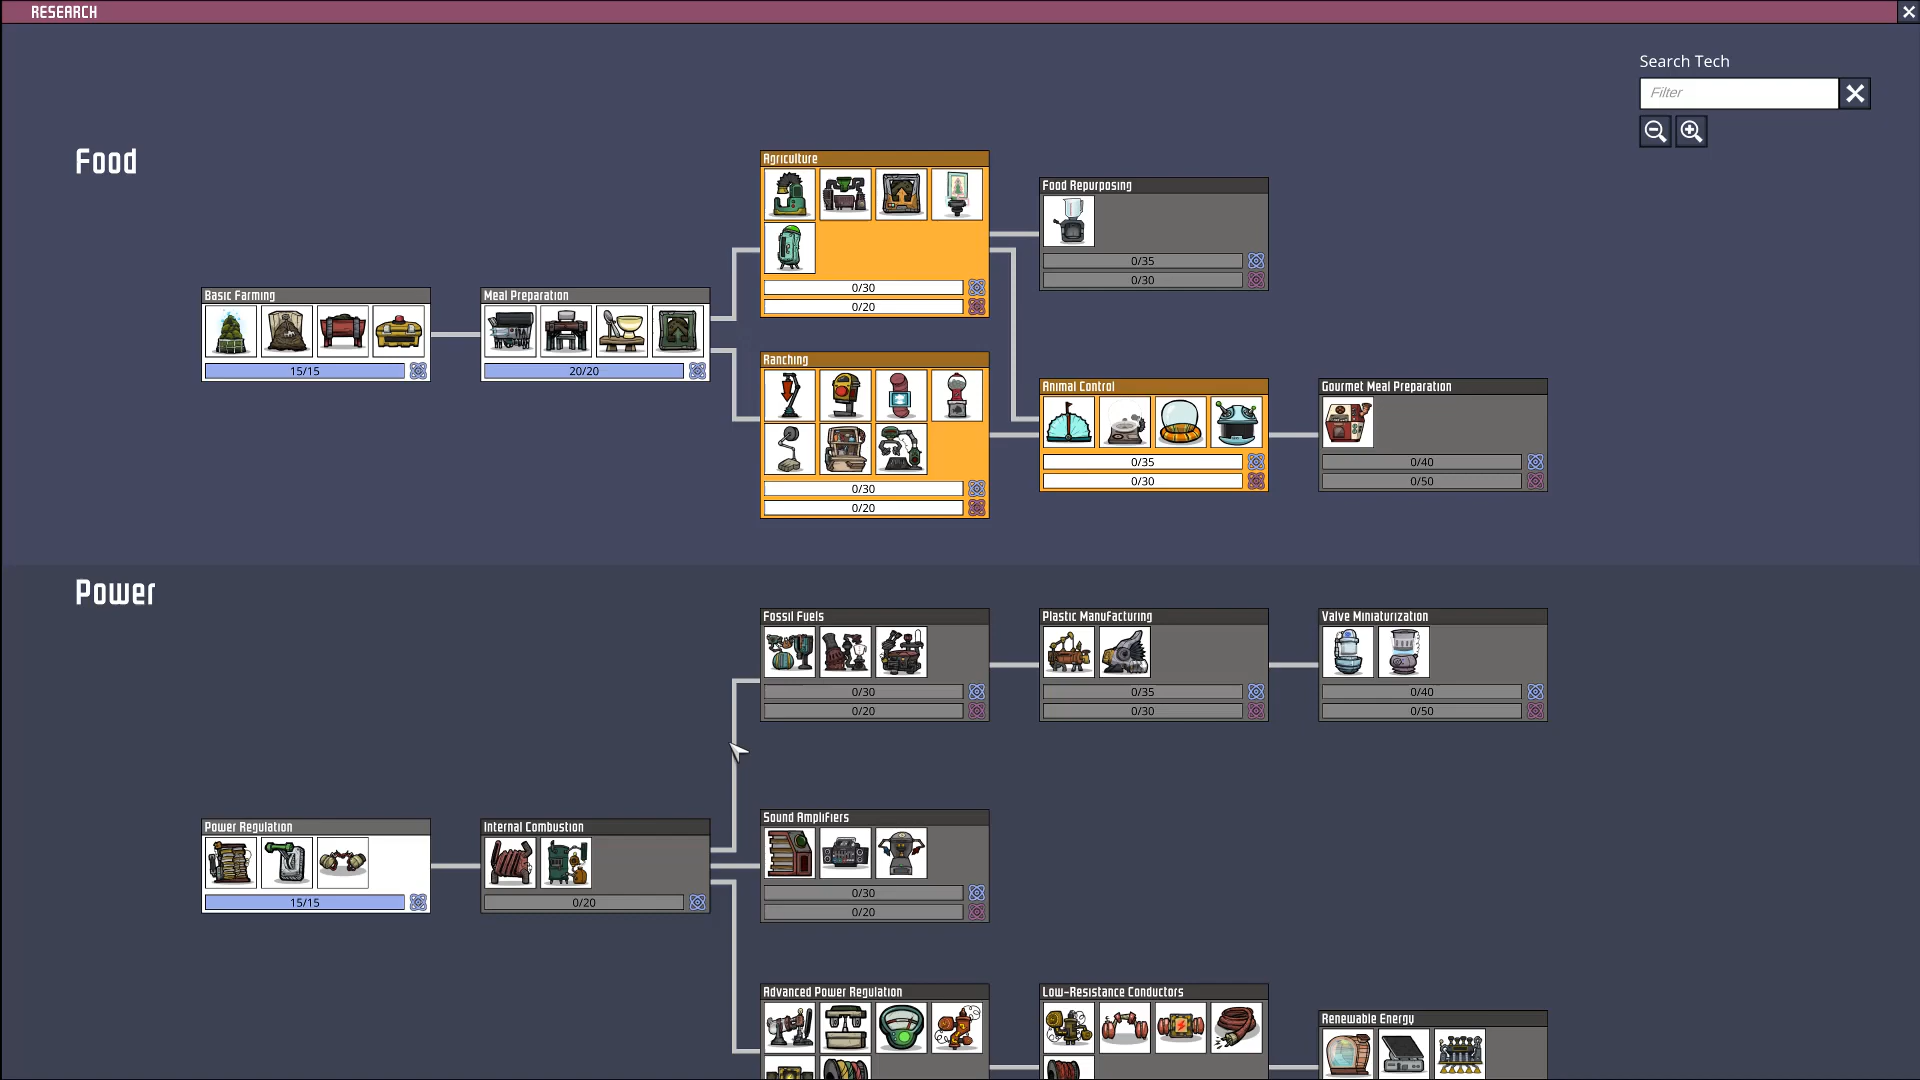 RESEARCH
Search Tech
Filter
Food
Agriculture
0/30
0/20
Food Repurposing
0/35
0/30
Basic Farming
15/15
Meal Preparation
20/20
Ranching
0/30
0/20
Animal Control
0/35
0/30
Gourmet Meal Preparation
0/40
0/50
Power
Fossil Fuels
0/30
0/20
Plastic Manufacturing
0/35
0/30
Valve Miniaturization
0/40
0/50
Power Regulation
15/15
Internal Combustion
0/20
Sound Amplifiers
0/30
0/20
Advanced Power Regulation
Low-Resistance Conductors
Renewable Energy